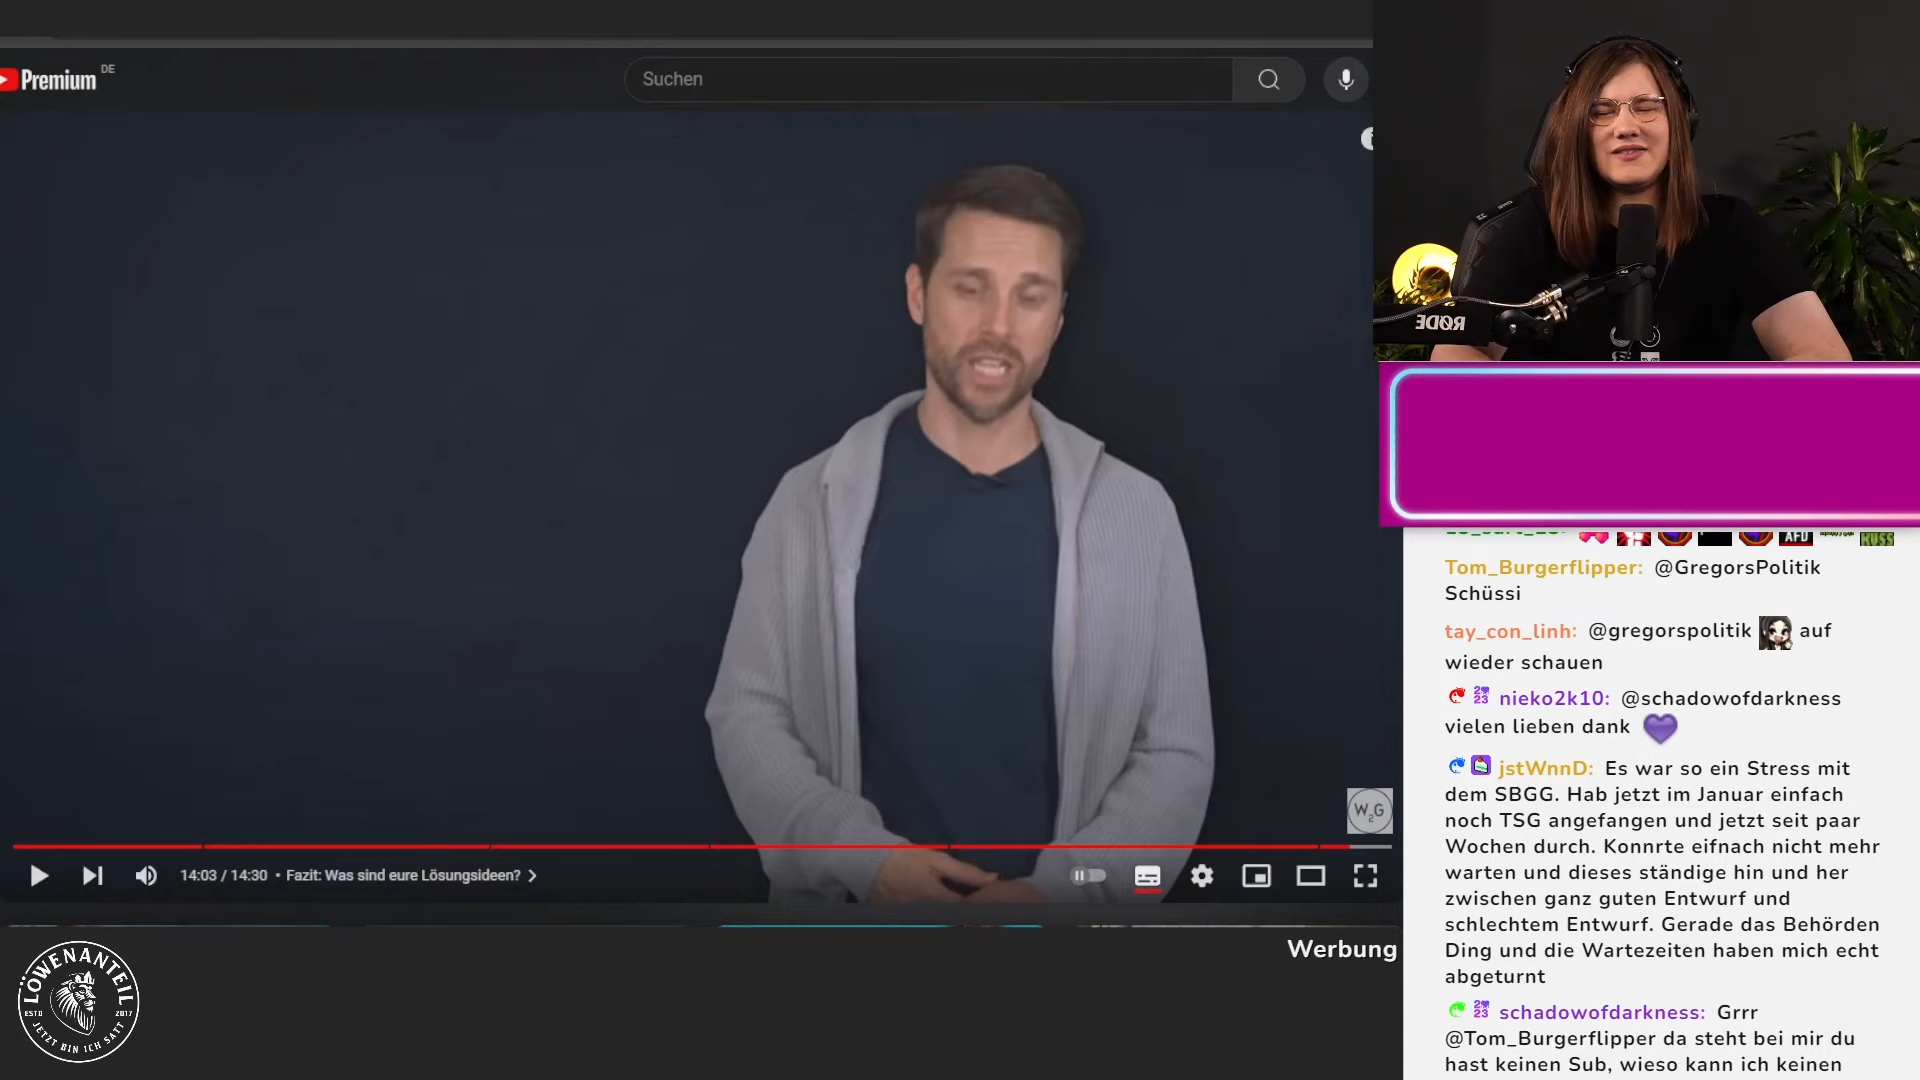 Premium DE
Suchen
RØDE
Tom_Burgerflipper: @GregorsPolitik
Schüssi
tay_con_linh: @gregorspolitik auf
wieder schauen
nieko2k10: @schadowofdarkness
vielen lieben dank
jstWnnD: Es war so ein Stress mit
dem SBGG. Hab jetzt im Januar einfach
noch TSG angefangen und jetzt seit paar
Wochen durch. Konnrte eifnach nicht mehr
warten und dieses ständige hin und her
zwischen ganz guten Entwurf und
schlechtem Entwurf. Gerade das Behörden
Ding und die Wartezeiten haben mich echt
abgeturnt
schadowofdarkness: Grrr
@Tom_Burgerflipper da steht bei mir du
hast keinen Sub, wieso kann ich keinen
W2G
14:03 / 14:30 • Fazit: Was sind eure Lösungsideen?
Werbung
LÖWENANTEIL
ESTD 2017
JETZT BIN ICH SATT